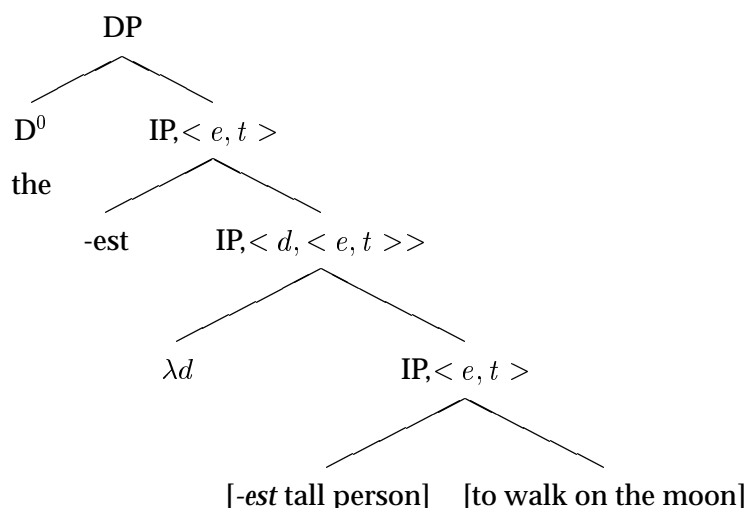 DP
D⁰ IP,< e, t >
the
-est IP,< d, < e, t >>
λd IP,< e, t >
[-est tall person] [to walk on the moon]